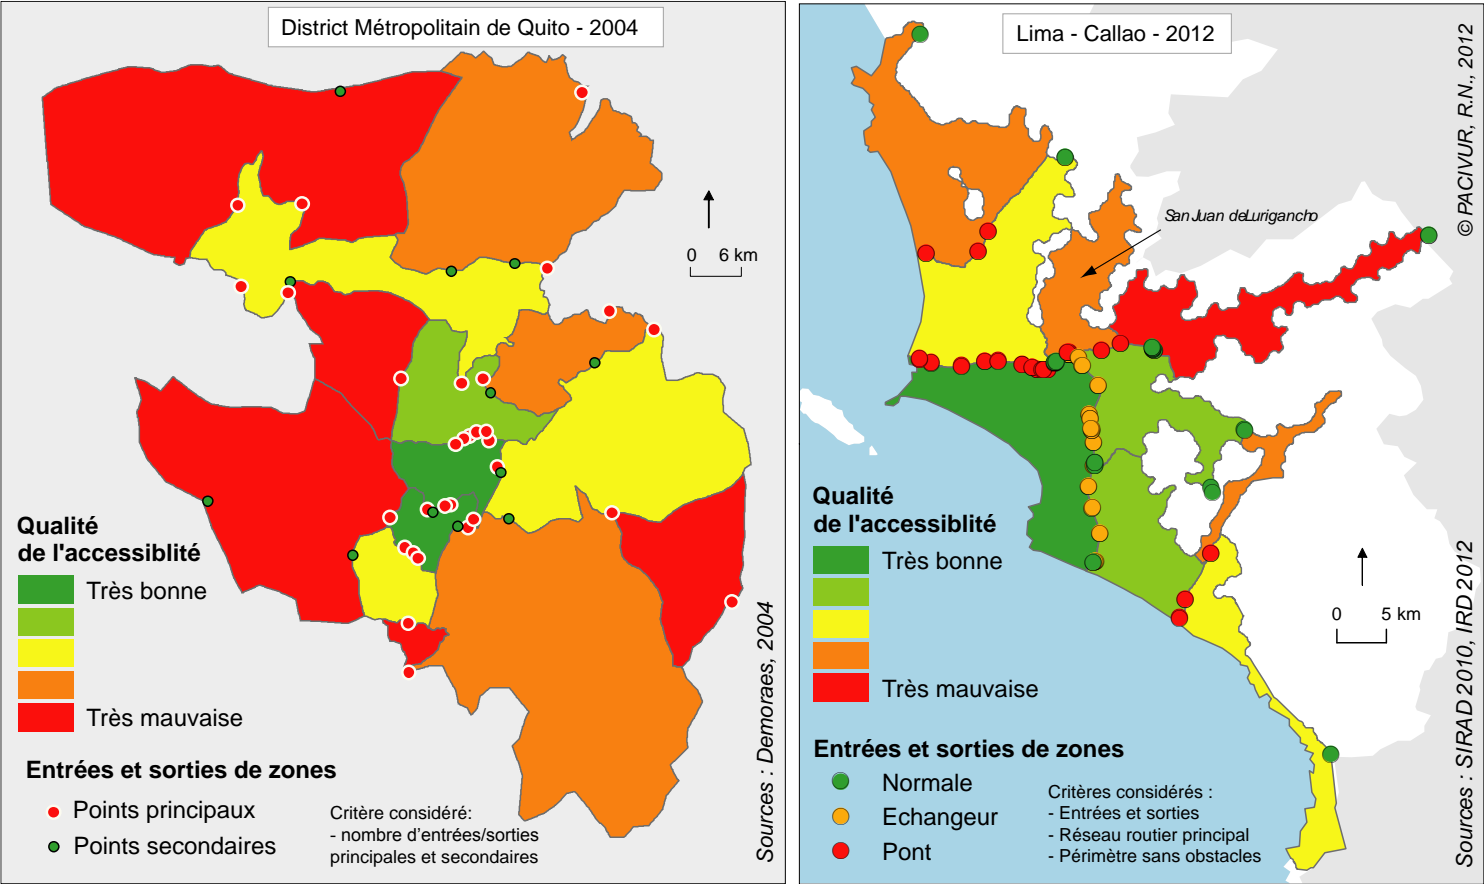 District Métropolitain de Quito - 2004
0 6 km
Qualité
de l'accessiblité
Très bonne
Très mauvaise
Entrées et sorties de zones
Points principaux
Points secondaires
Critère considéré:
- nombre d'entrées/sorties
principales et secondaires
Sources : Demoraes, 2004
Lima - Callao - 2012
San Juan deLurigancho
Qualité
de l'accessiblité
Très bonne
Très mauvaise
0 5 km
Entrées et sorties de zones
Normale
Echangeur
Pont
Critères considérés :
- Entrées et sorties
- Réseau routier principal
- Périmètre sans obstacles
© PACIVUR, R.N., 2012
Sources : SIRAD 2010, IRD 2012